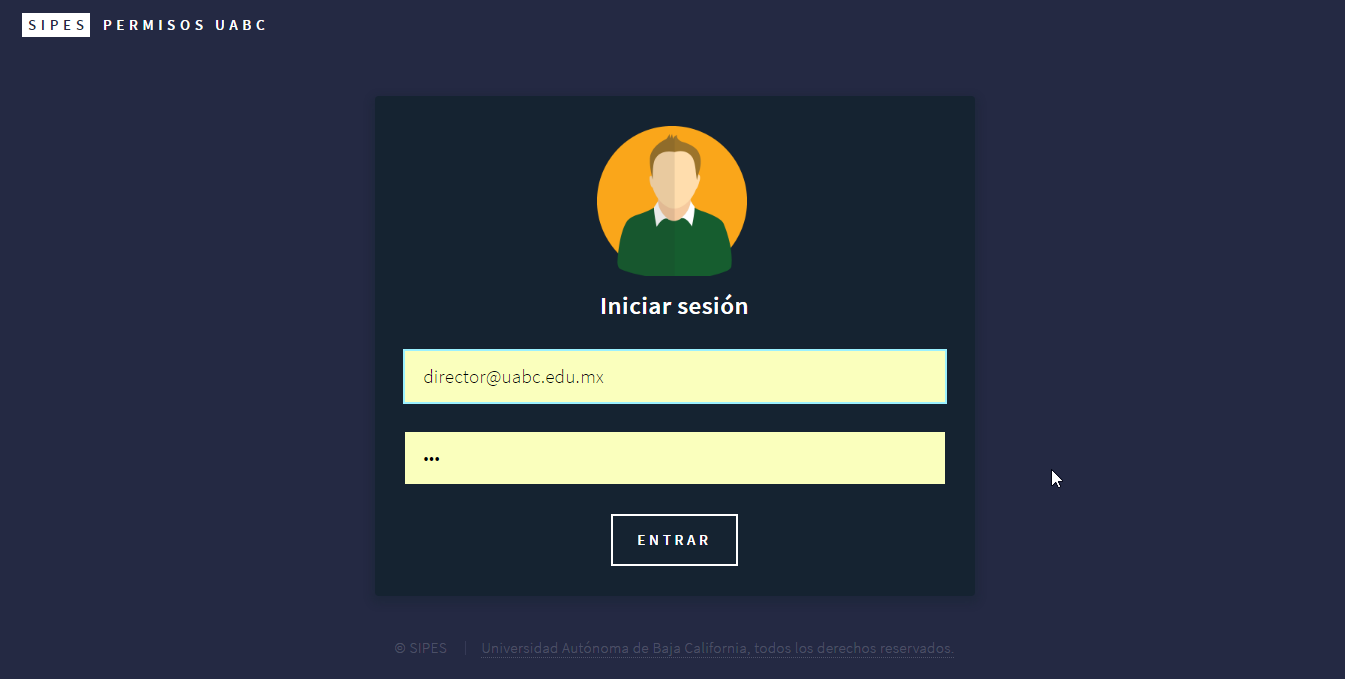 SIPES PERMISOS UABC
Iniciar sesión
director@uabc.edu.mx
•••
ENTRAR
© SIPES | Universidad Autónoma de Baja California, todos los derechos reservados.